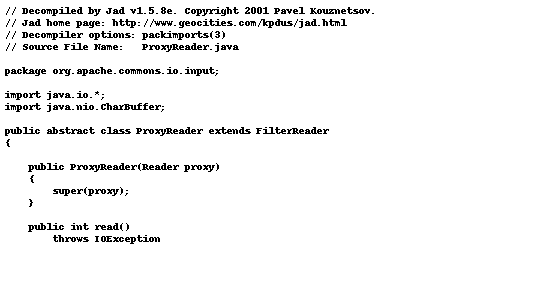 // Decompiled by Jad v1.5.8e. Copyright 2001 Pavel Kouznetsov.
// Jad home page: http://www.geocities.com/kpdus/jad.html
// Decompiler options: packimports(3)
// Source File Name:   ProxyReader.java

package org.apache.commons.io.input;

import java.io.*;
import java.nio.CharBuffer;

public abstract class ProxyReader extends FilterReader
{

    public ProxyReader(Reader proxy)
    {
        super(proxy);
    }

    public int read()
        throws IOException